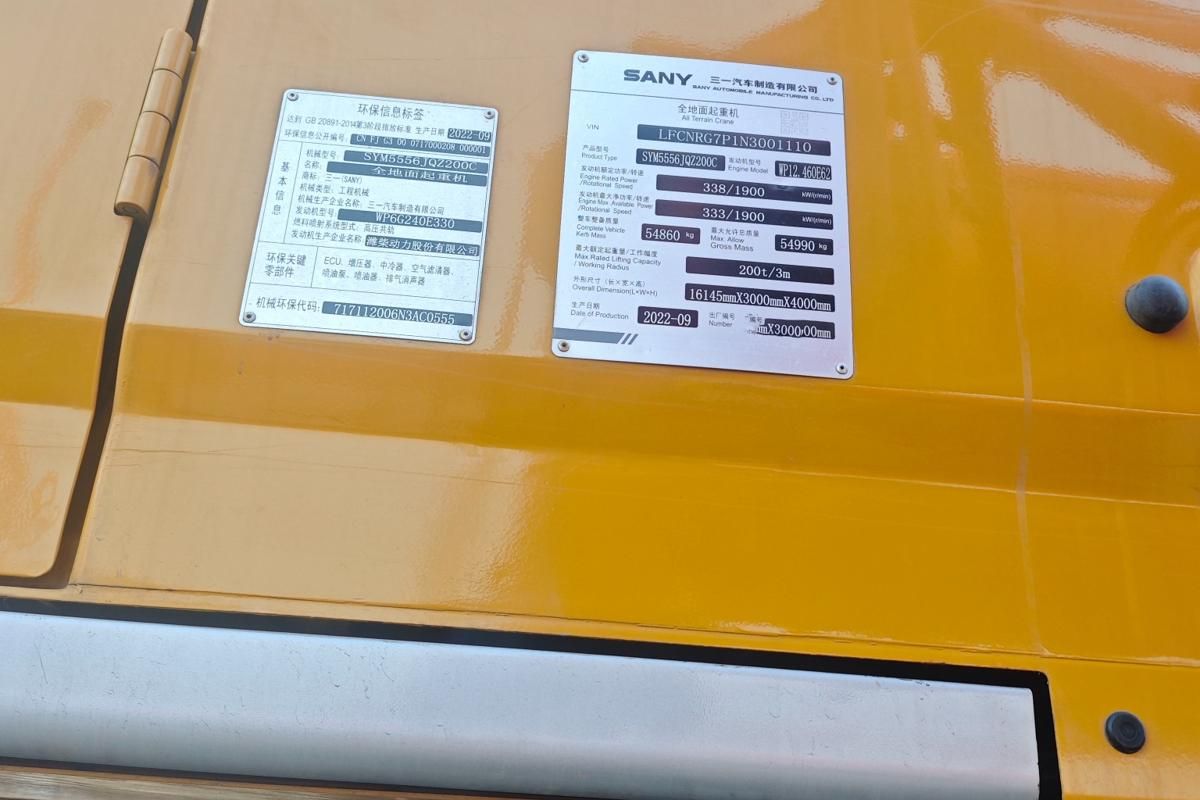 环保信息标签
达到 GB 20891-2014第3阶段排放标准 生产日期 2022-09
环保信息公开编号: CN FJ G3 00 0717000208 000001
基本信息
机械型号: SYM5556JQZ200C
名称: 全地面起重机
商标: 三一(SANY)
机械类型: 工程机械
机械生产企业名称: 三一汽车制造有限公司
发动机型号: WP6G240E330
燃料喷射系统型式: 高压共轨
发动机生产企业名称: 潍柴动力股份有限公司
环保关键零部件
ECU、增压器、中冷器、空气滤清器、
喷油泵、喷油器、排气消声器
机械环保代码: 717112006N3AC0555
SANY 三一汽车制造有限公司
SANY AUTOMOBILE MANUFACTURING CO., LTD
全地面起重机
All Terrain Crane
VIN LFCNRG7P1N3001110
产品型号 SYM5556JQZ200C 发动机型号 WP12.460E62
Product Type Engine Model
发动机额定功率/转速 338/1900 kW/(r/min)
Engine Rated Power
/Rotational Speed
发动机最大净功率/转速 333/1900 kW/(r/min)
Engine Max. Available Power
/Rotational Speed
整车整备质量 54860 kg 最大允许总质量 54990 kg
Complete Vehicle Max. Allow
Kerb Mass Gross Mass
最大额定起重量/工作幅度 200t/3m
Max.Rated Lifting Capacity
/ Working Radius
外形尺寸（长×宽×高） 16145mmX3000mmX4000mm
Overall Dimension(L×W×H)
生产日期 2022-09 出厂编号 编号
Date of Production Number mX3000
00mm